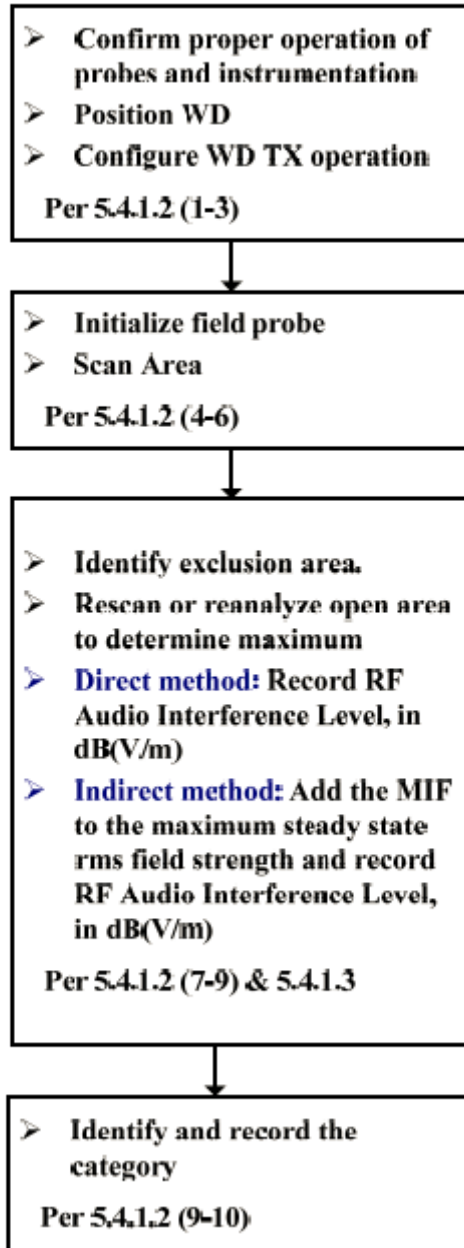 ➢ Confirm proper operation of
probes and instrumentation
➢ Position WD
➢ Configure WD TX operation
Per 5.4.1.2 (1-3)
➢ Initialize field probe
➢ Scan Area
Per 5.4.1.2 (4-6)
➢ Identify exclusion area.
➢ Rescan or reanalyze open area
to determine maximum
➢ Direct method: Record RF
Audio Interference Level, in
dB(V/m)
➢ Indirect method: Add the MIF
to the maximum steady state
rms field strength and record
RF Audio Interference Level,
in dB(V/m)
Per 5.4.1.2 (7-9) & 5.4.1.3
➢ Identify and record the
category
Per 5.4.1.2 (9-10)